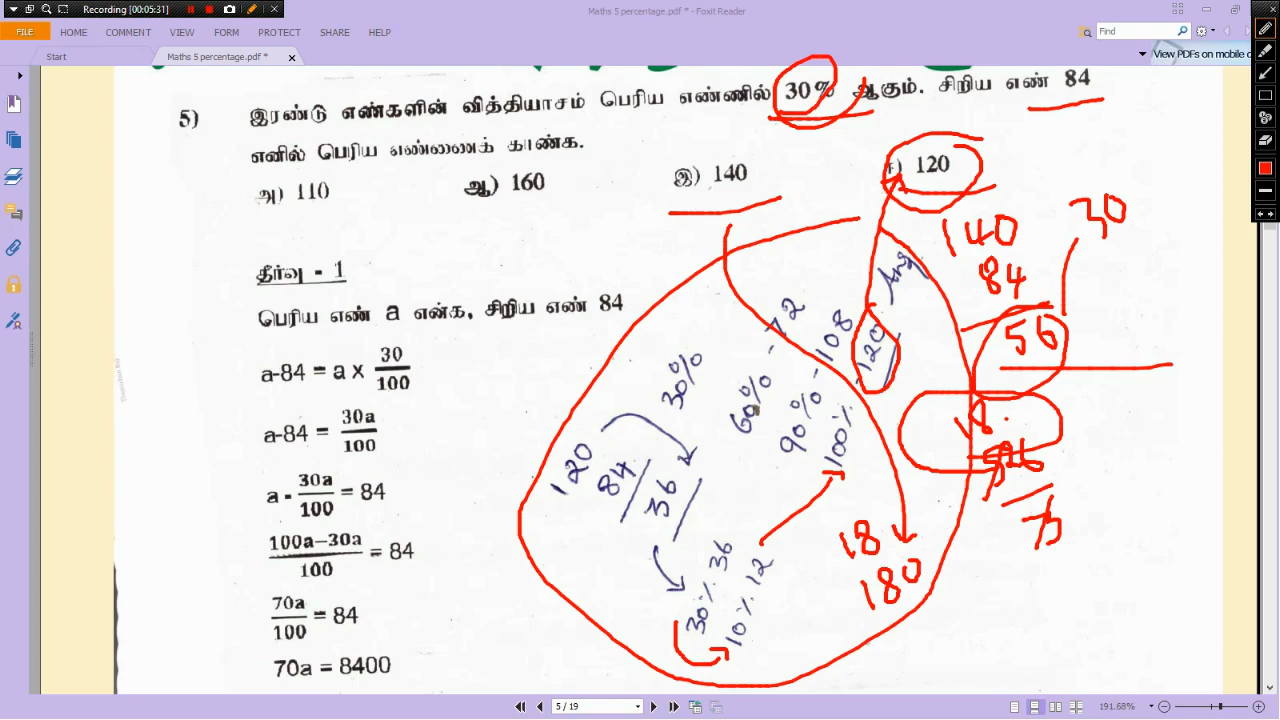 Recording [00:05:31]
Maths 5 percentage.pdf * - Foxit Reader
FILE HOME COMMENT VIEW FORM PROTECT SHARE HELP
Find
Start Maths 5 percentage.pdf *
View PDFs on mobile d
5) இரண்டு எண்களின் வித்தியாசம் பெரிய எண்ணில் 30% ஆகும். சிறிய எண் 84
எனில் பெரிய எண்ணைக் காண்க.
அ) 110 ஆ) 160 இ) 140 ஈ) 120
தீர்வு - 1
பெரிய எண் a என்க, சிறிய எண் 84
a-84 = a x 30/100
a-84 = 30a/100
a - 30a/100 = 84
100a-30a/100 = 84
70a/100 = 84
70a = 8400
120
84
36
30%
30% 36
10% 12
60% - 72
90% - 108
100% - 120
Ans
140
84
56
30
18
180
5 / 19
191.68%